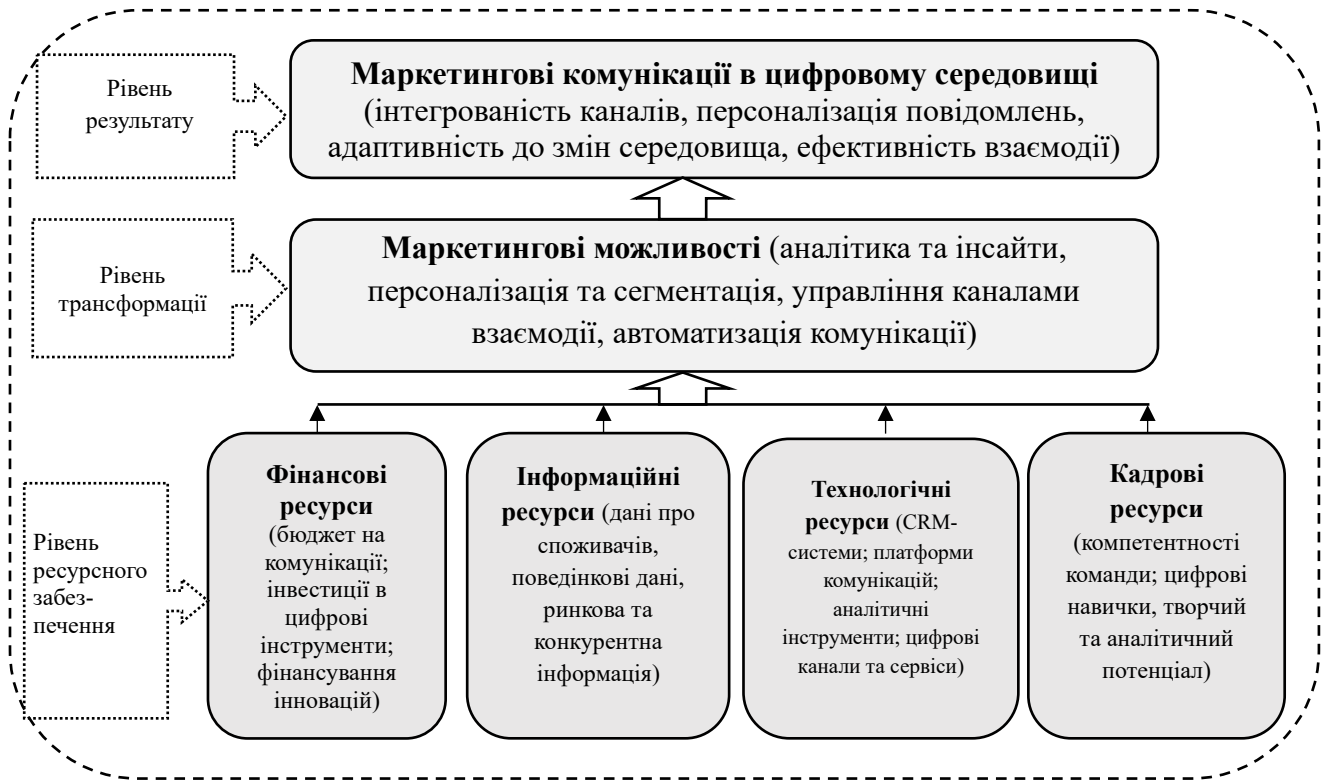 Рівень
результату
Маркетингові комунікації в цифровому середовищі
(інтегрованість каналів, персоналізація повідомлень,
адаптивність до змін середовища, ефективність взаємодії)
Рівень
трансформації
Маркетингові можливості (аналітика та інсайти,
персоналізація та сегментація, управління каналами
взаємодії, автоматизація комунікації)
Рівень
ресурсного
забез-
печення
Фінансові
ресурси
(бюджет на
комунікації;
інвестиції в
цифрові
інструменти;
фінансування
інновацій)
Інформаційні
ресурси (дані про
споживачів,
поведінкові дані,
ринкова та
конкурентна
інформація)
Технологічні
ресурси (CRM-
системи; платформи
комунікацій;
аналітичні
інструменти; цифрові
канали та сервіси)
Кадрові
ресурси
(компетентності
команди; цифрові
навички, творчий
та аналітичний
потенціал)